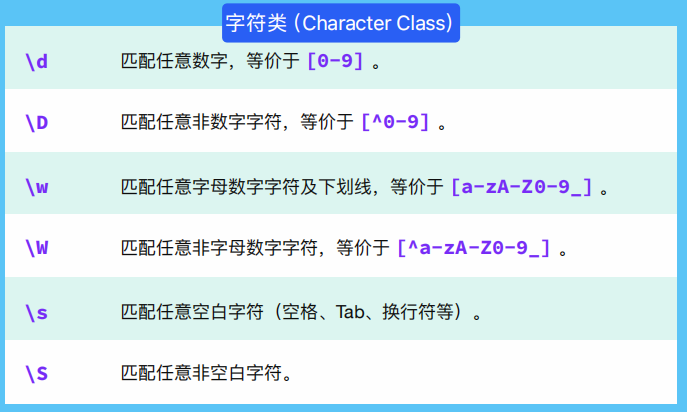 字符类 (Character Class)
\d 匹配任意数字，等价于 [0-9] 。
\D 匹配任意非数字字符，等价于 [^0-9] 。
\w 匹配任意字母数字字符及下划线，等价于 [a-zA-Z0-9_] 。
\W 匹配任意非字母数字字符，等价于 [^a-zA-Z0-9_] 。
\s 匹配任意空白字符（空格、Tab、换行符等）。
\S 匹配任意非空白字符。